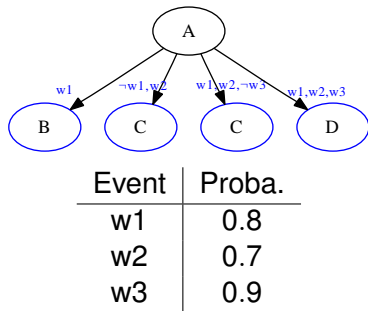 A
w1
¬w1,w2
w1,w2,¬w3
w1,w2,w3
B
C
C
D
Event Proba.
w1 0.8
w2 0.7
w3 0.9